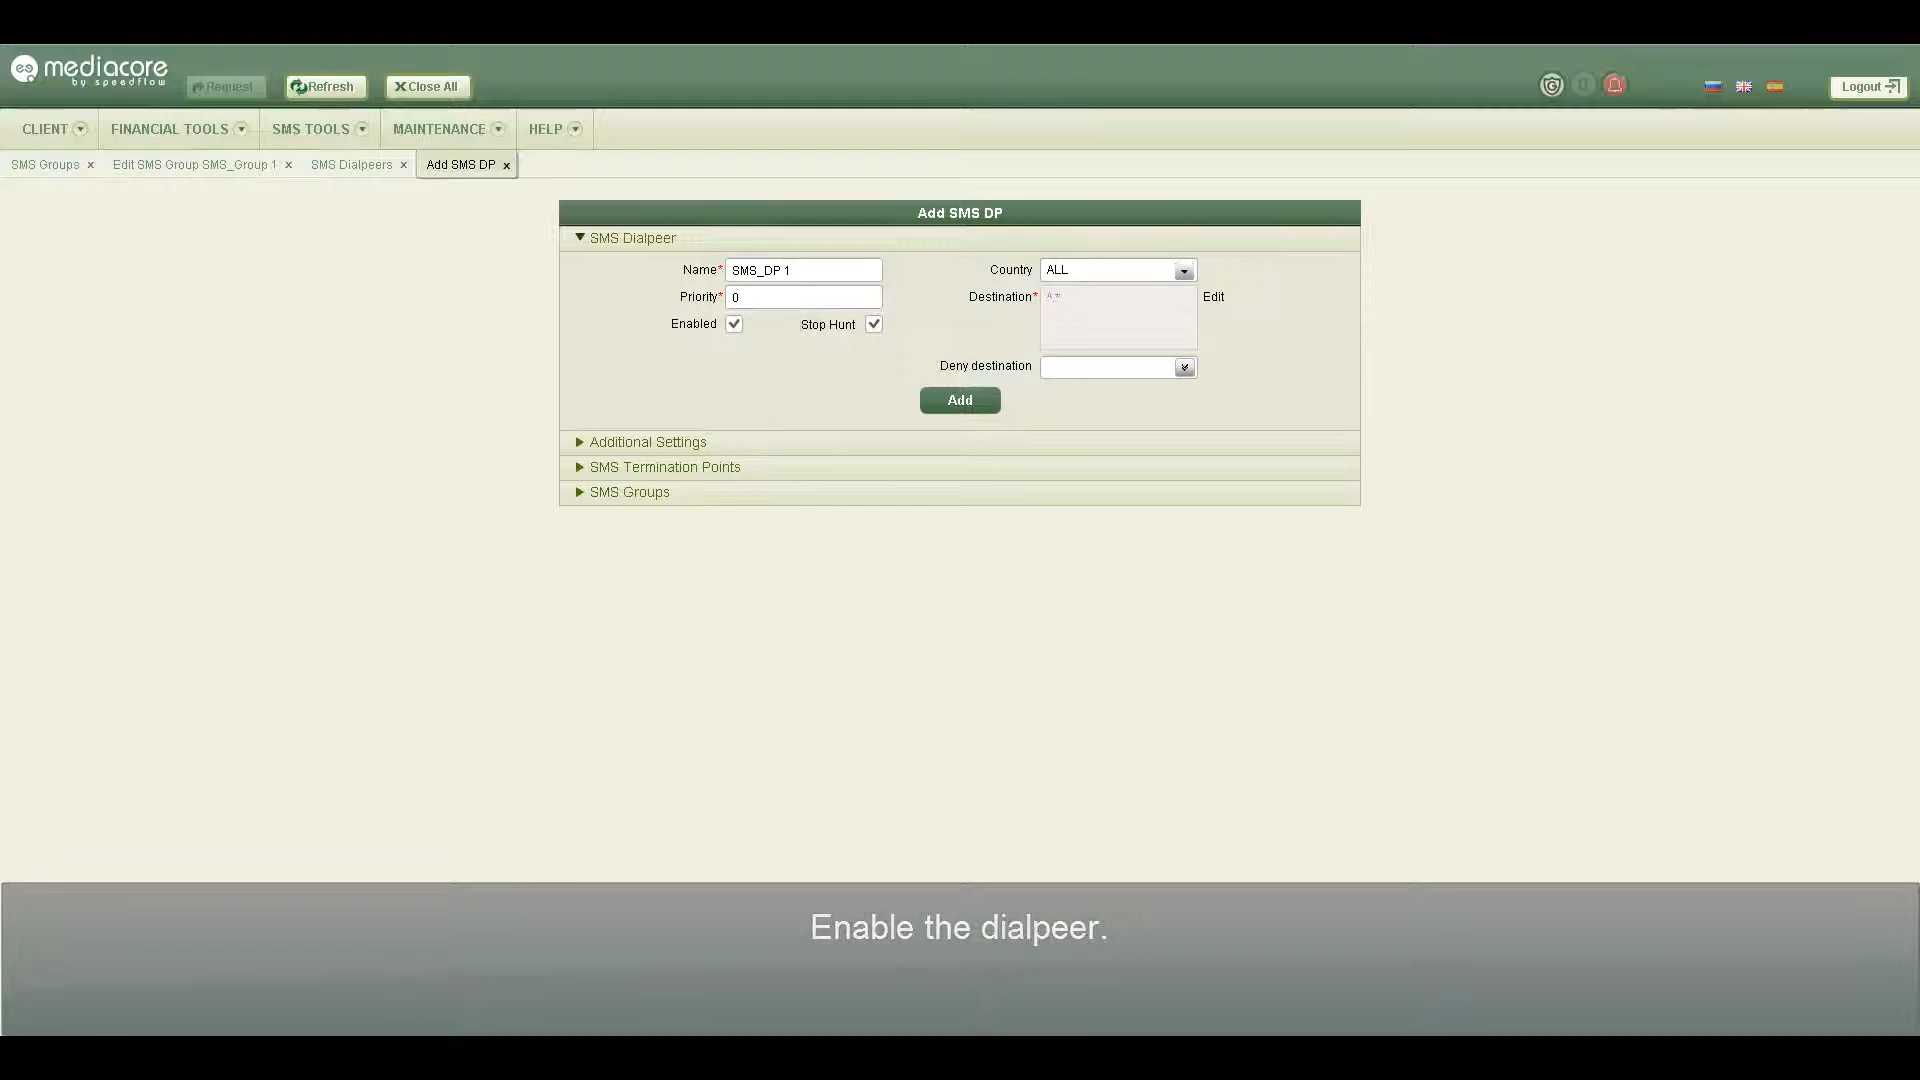 mediacore
by speedflow
Request
Refresh
Close All
Logout
CLIENT
FINANCIAL TOOLS
SMS TOOLS
MAINTENANCE
HELP
SMS Groups x
Edit SMS Group SMS_Group 1 x
SMS Dialpeers x
Add SMS DP x
Add SMS DP
SMS Dialpeer
Name* SMS_DP 1
Country ALL
Priority* 0
Destination* ^.*
Edit
Enabled
Stop Hunt
Deny destination
Add
Additional Settings
SMS Termination Points
SMS Groups
Enable the dialpeer.